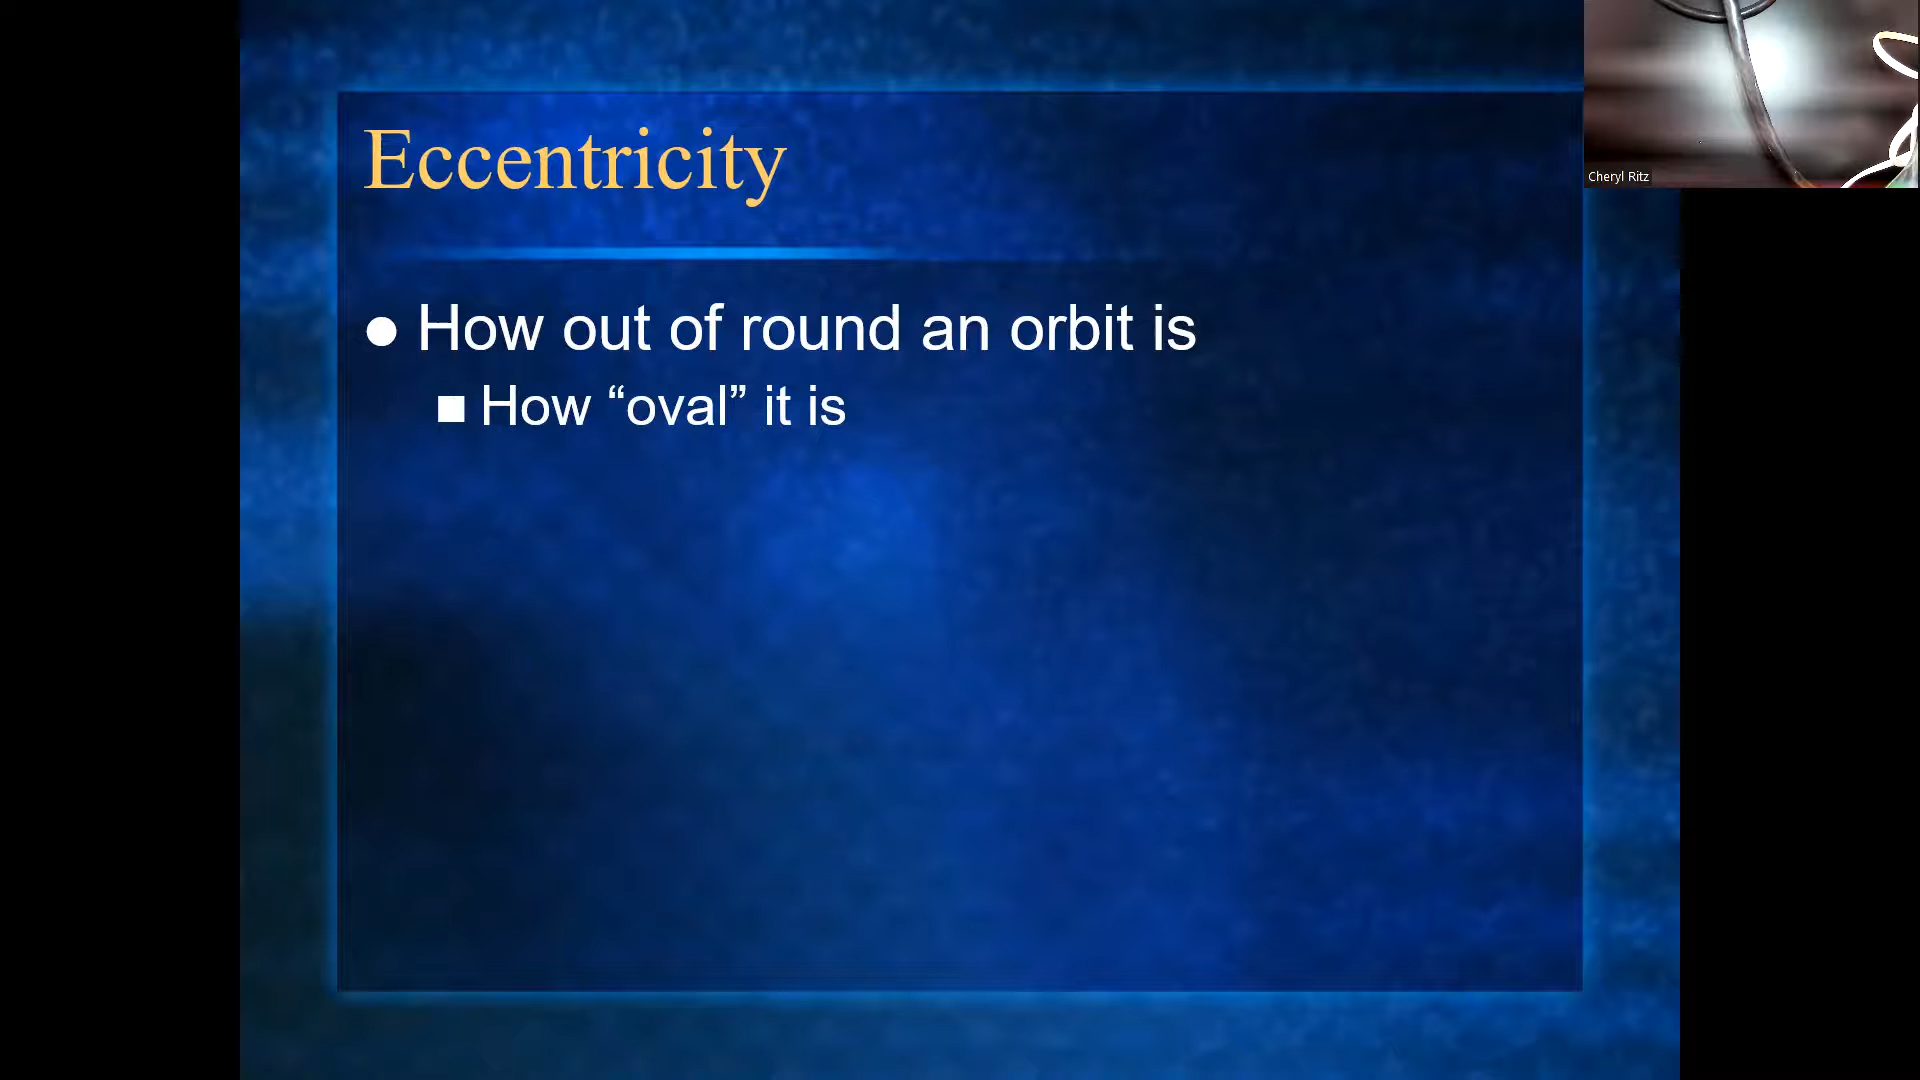 Eccentricity
● How out of round an orbit is
■ How “oval” it is
Cheryl Ritz